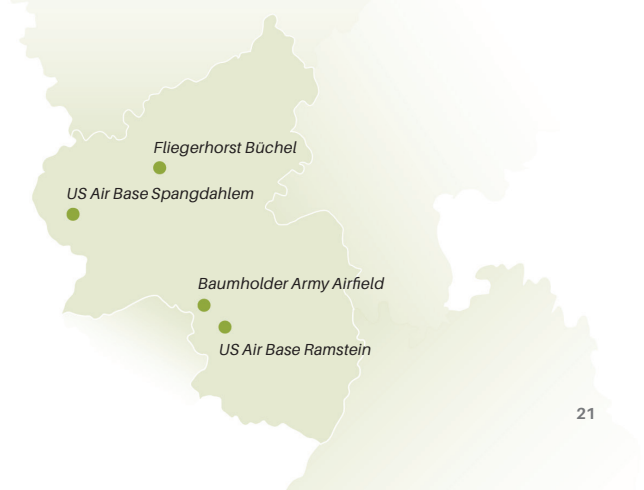 Fliegerhorst Büchel
US Air Base Spangdahlem
Baumholder Army Airfield
US Air Base Ramstein
21